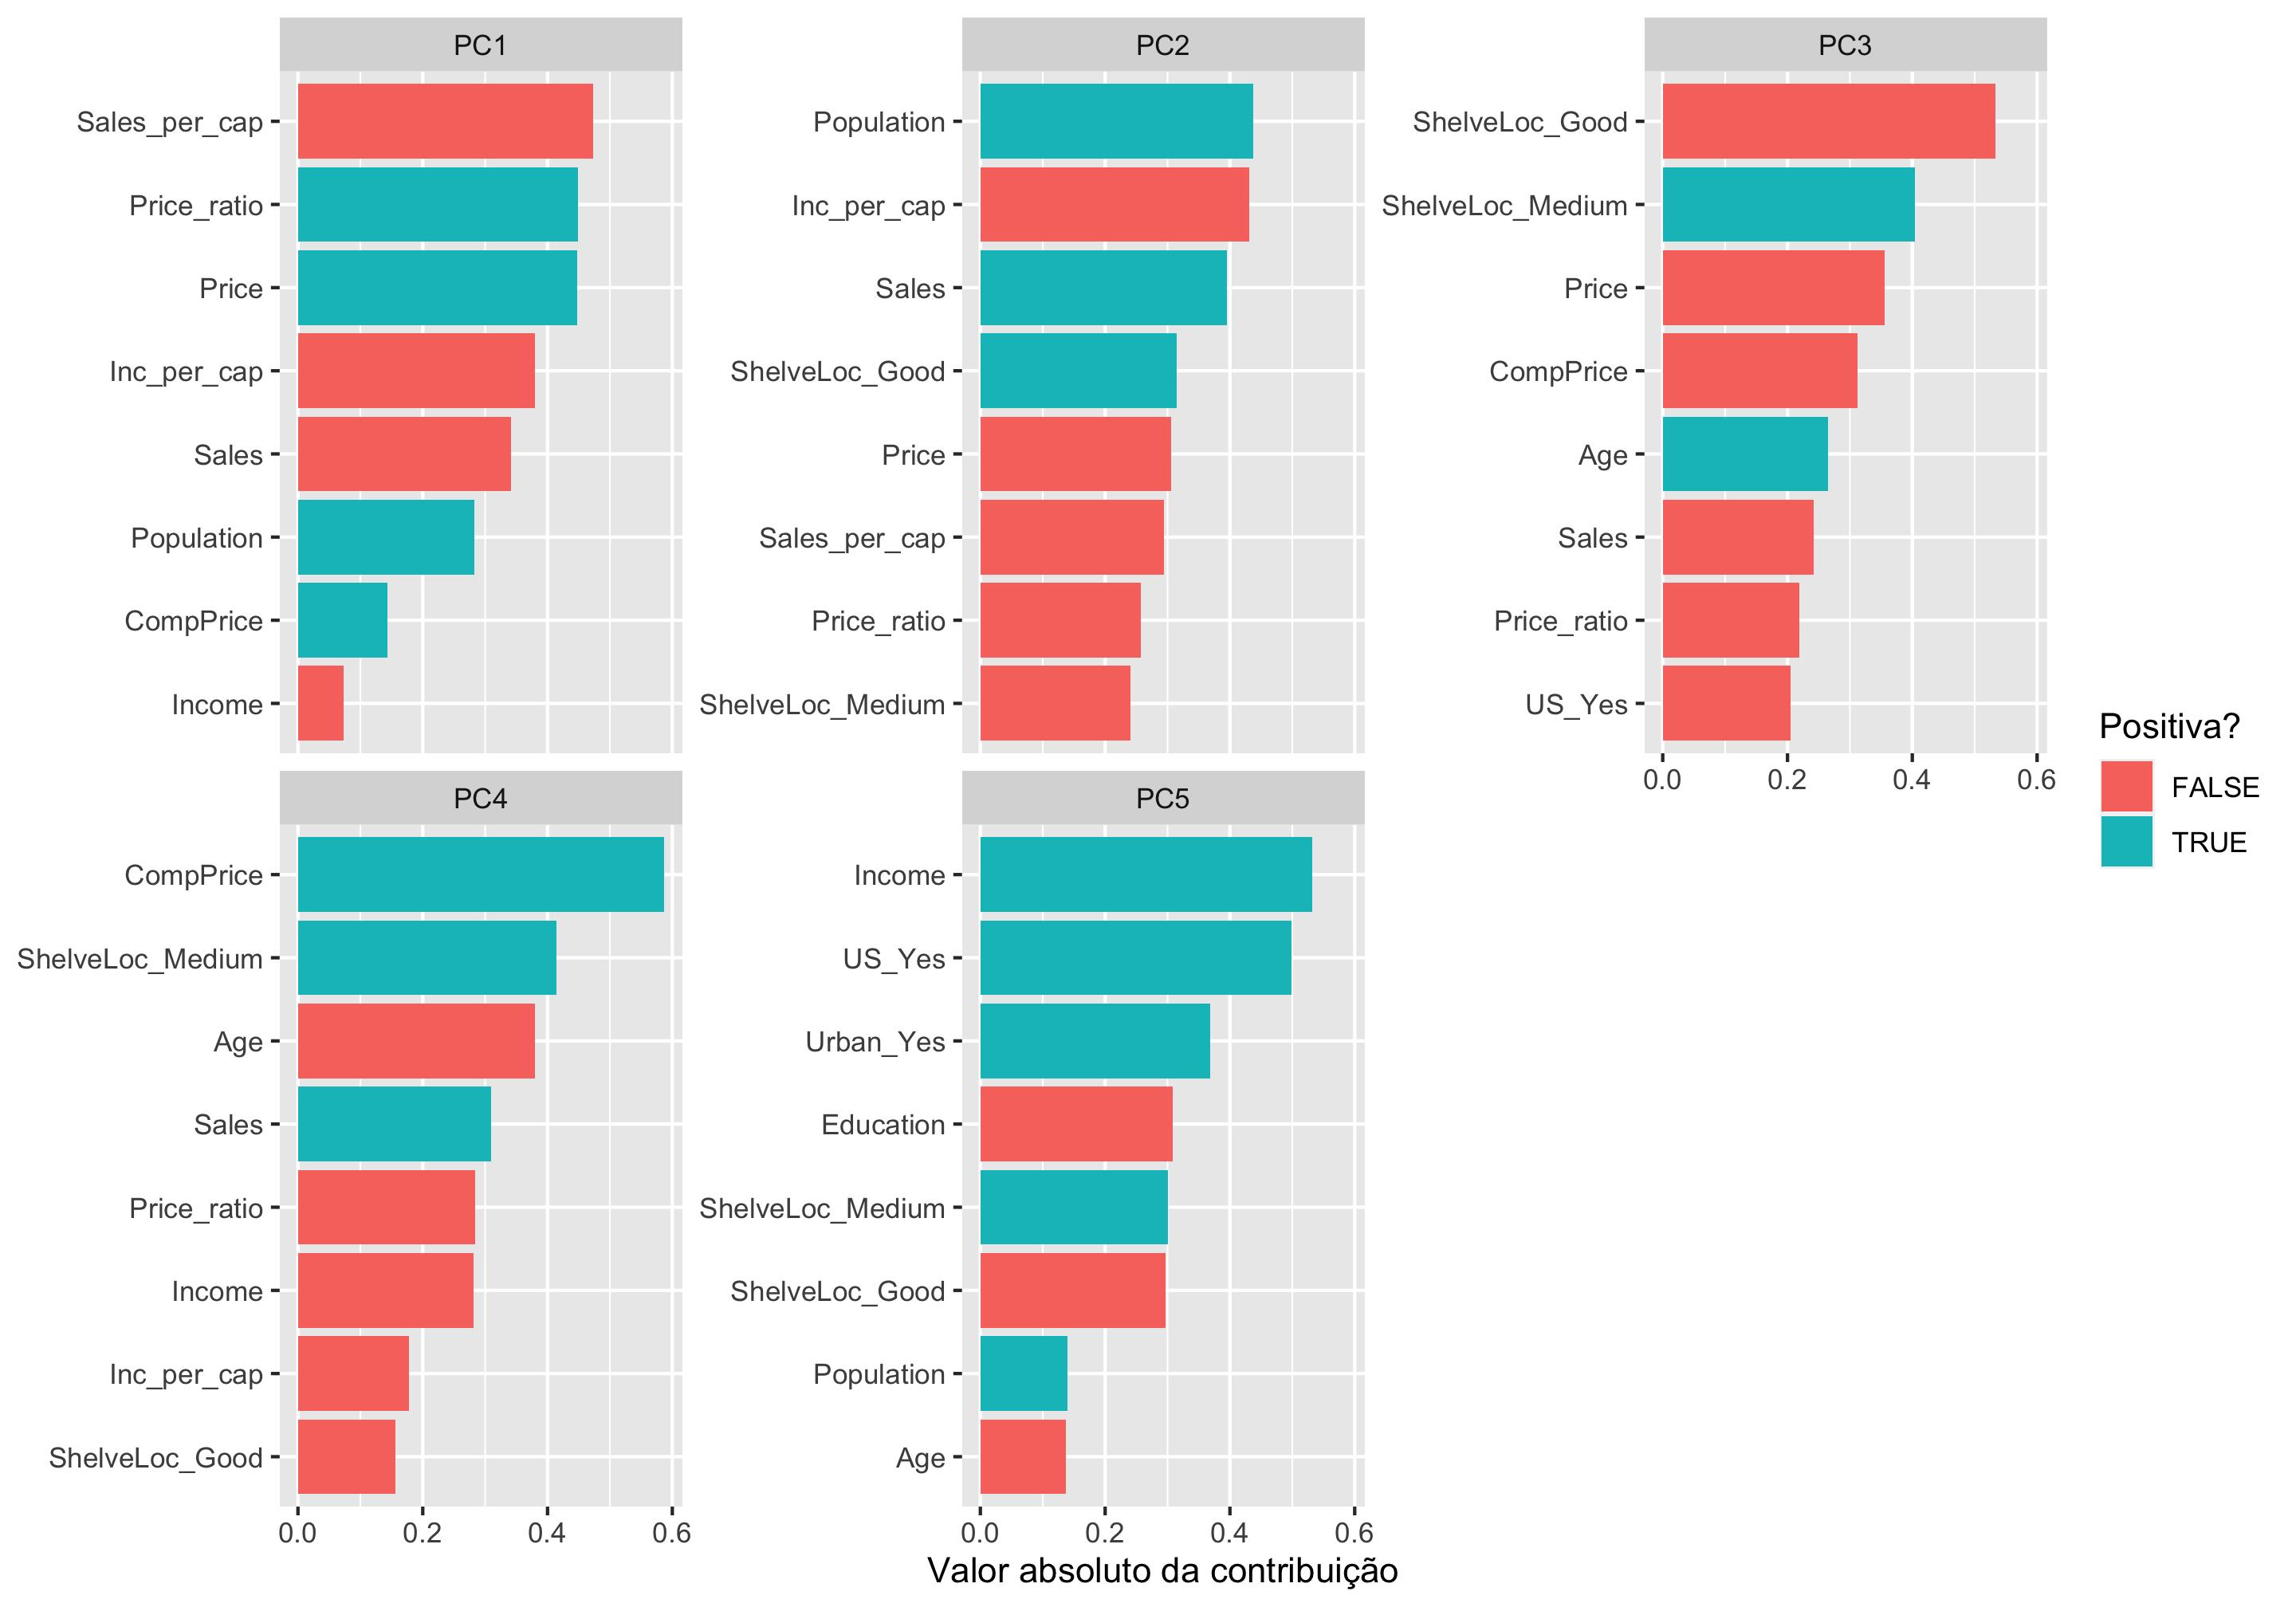 PC1
Sales_per_cap
Price_ratio
Price
Inc_per_cap
Sales
Population
CompPrice
Income
PC2
Population
Inc_per_cap
Sales
ShelveLoc_Good
Price
Sales_per_cap
Price_ratio
ShelveLoc_Medium
PC3
ShelveLoc_Good
ShelveLoc_Medium
Price
CompPrice
Age
Sales
Price_ratio
US_Yes
0.0 0.2 0.4 0.6
PC4
CompPrice
ShelveLoc_Medium
Age
Sales
Price_ratio
Income
Inc_per_cap
ShelveLoc_Good
0.0 0.2 0.4 0.6
PC5
Income
US_Yes
Urban_Yes
Education
ShelveLoc_Medium
ShelveLoc_Good
Population
Age
0.0 0.2 0.4 0.6
Valor absoluto da contribuição
Positiva?
FALSE
TRUE